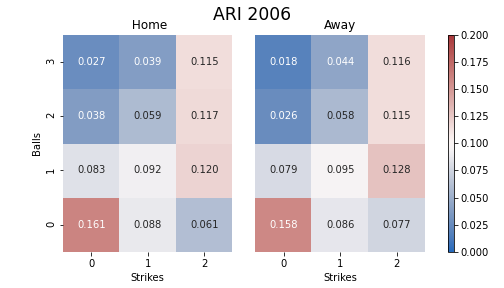 ARI 2006
Home Away
3 0.027 0.039 0.115 0.018 0.044 0.116
2 0.038 0.059 0.117 0.026 0.058 0.115
1 0.083 0.092 0.120 0.079 0.095 0.128
0 0.161 0.088 0.061 0.158 0.086 0.077
Balls
0 1 2 0 1 2
Strikes Strikes
0.200
0.175
0.150
0.125
0.100
0.075
0.050
0.025
0.000